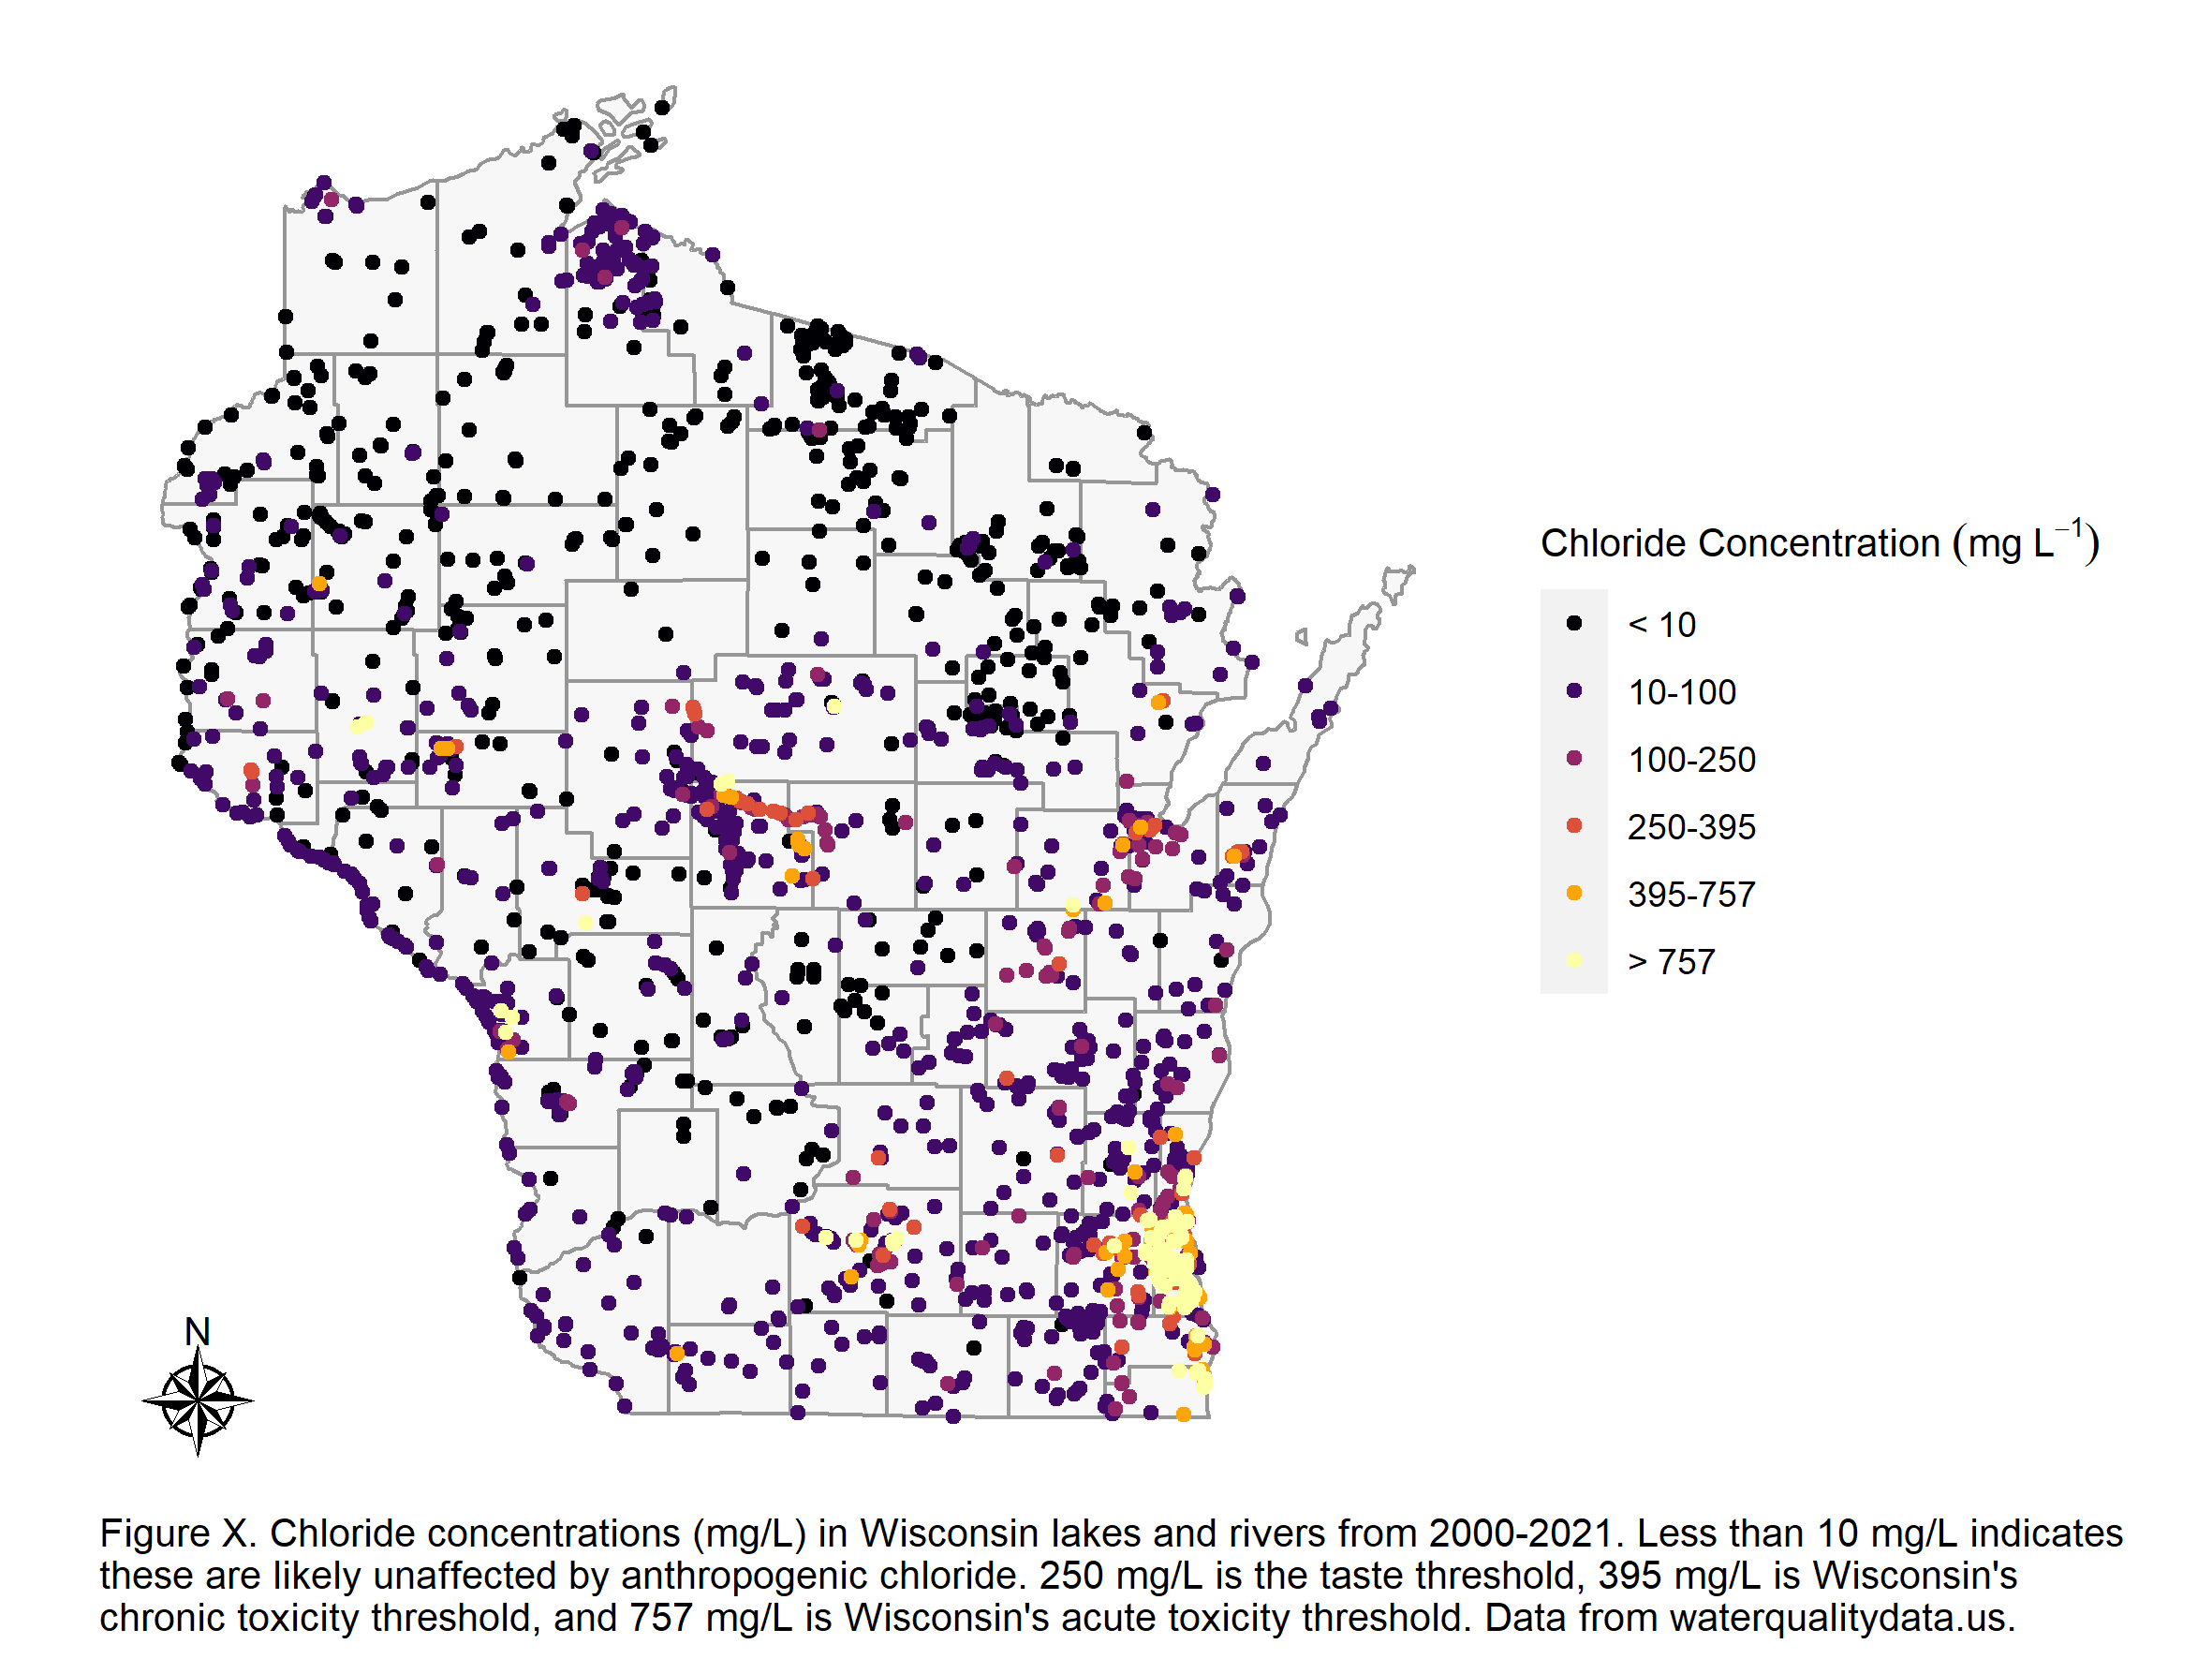 Chloride Concentration (mg L⁻¹)
< 10
10-100
100-250
250-395
395-757
> 757
N
Figure X. Chloride concentrations (mg/L) in Wisconsin lakes and rivers from 2000-2021. Less than 10 mg/L indicates
these are likely unaffected by anthropogenic chloride. 250 mg/L is the taste threshold, 395 mg/L is Wisconsin's
chronic toxicity threshold, and 757 mg/L is Wisconsin's acute toxicity threshold. Data from waterqualitydata.us.